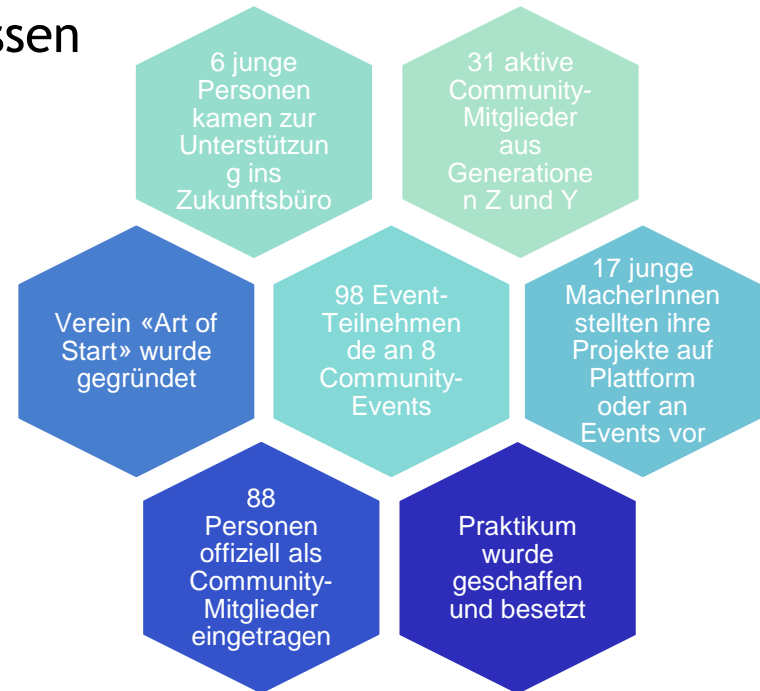 ssen
6 junge
Personen
kamen zur
Unterstützun
g ins
Zukunftsbüro
31 aktive
Community-
Mitglieder
aus
Generatione
n Z und Y
Verein «Art of
Start» wurde
gegründet
98 Event-
Teilnehmen
de an 8
Community-
Events
17 junge
MacherInnen
stellten ihre
Projekte auf
Plattform
oder an
Events vor
88
Personen
offiziell als
Community-
Mitglieder
eingetragen
Praktikum
wurde
geschaffen
und besetzt